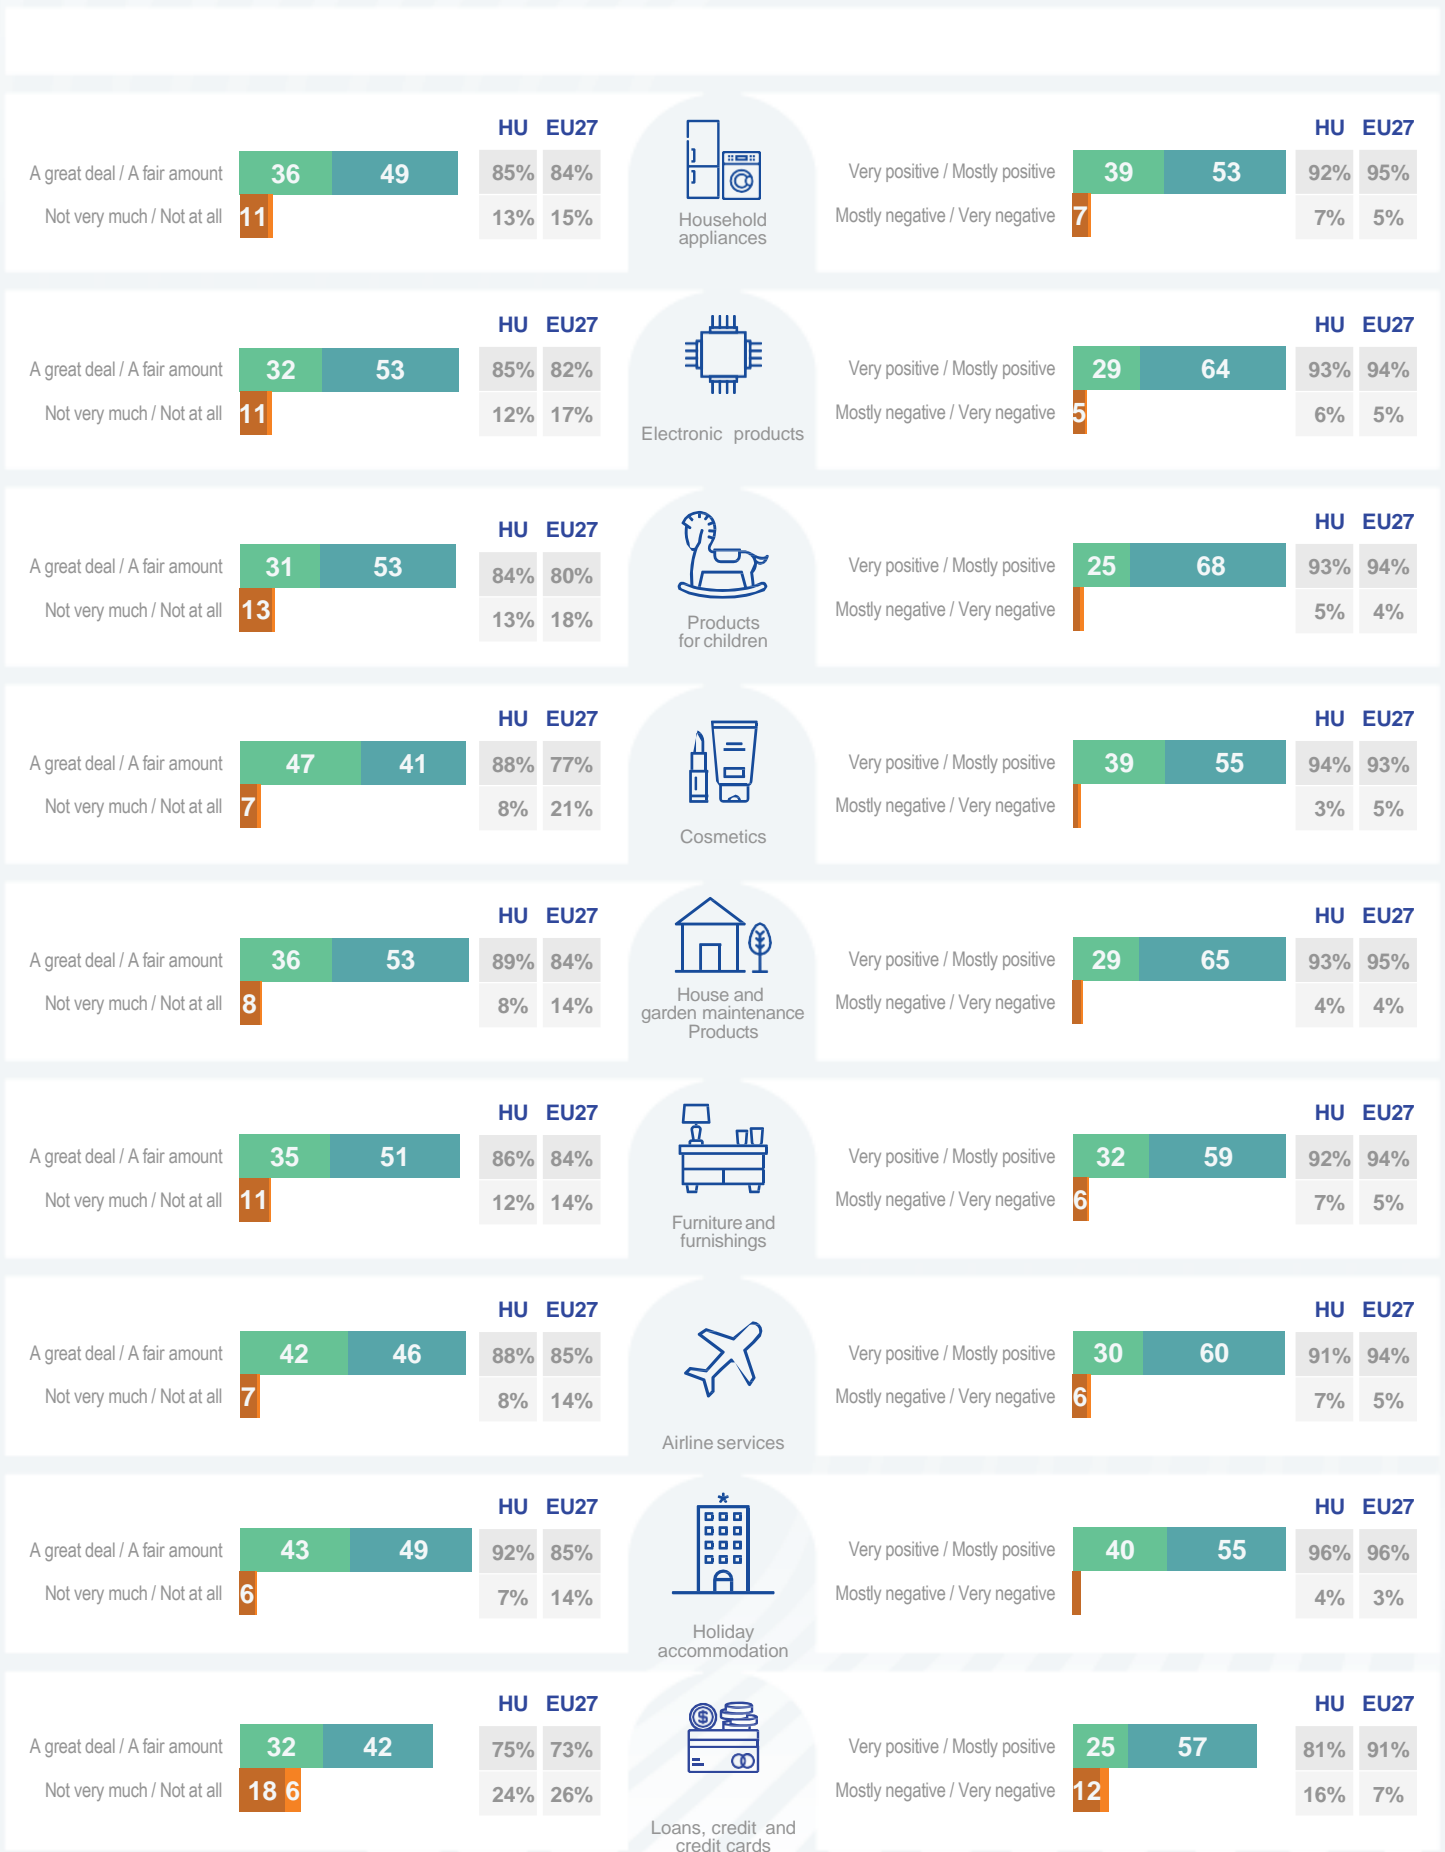 HU EU27
A great deal / A fair amount 36 49 85% 84%
Not very much / Not at all 11 13% 15%
Household
appliances
HU EU27
Very positive / Mostly positive 39 53 92% 95%
Mostly negative / Very negative 7 7% 5%
HU EU27
A great deal / A fair amount 32 53 85% 82%
Not very much / Not at all 11 12% 17%
Electronic products
HU EU27
Very positive / Mostly positive 29 64 93% 94%
Mostly negative / Very negative 5 6% 5%
HU EU27
A great deal / A fair amount 31 53 84% 80%
Not very much / Not at all 13 13% 18%
Products
for children
HU EU27
Very positive / Mostly positive 25 68 93% 94%
Mostly negative / Very negative 5% 4%
HU EU27
A great deal / A fair amount 47 41 88% 77%
Not very much / Not at all 7 8% 21%
Cosmetics
HU EU27
Very positive / Mostly positive 39 55 94% 93%
Mostly negative / Very negative 3% 5%
HU EU27
A great deal / A fair amount 36 53 89% 84%
Not very much / Not at all 8 8% 14%
House and
garden maintenance
Products
HU EU27
Very positive / Mostly positive 29 65 93% 95%
Mostly negative / Very negative 4% 4%
HU EU27
A great deal / A fair amount 35 51 86% 84%
Not very much / Not at all 11 12% 14%
Furniture and
furnishings
HU EU27
Very positive / Mostly positive 32 59 92% 94%
Mostly negative / Very negative 6 7% 5%
HU EU27
A great deal / A fair amount 42 46 88% 85%
Not very much / Not at all 7 8% 14%
Airline services
HU EU27
Very positive / Mostly positive 30 60 91% 94%
Mostly negative / Very negative 6 7% 5%
HU EU27
A great deal / A fair amount 43 49 92% 85%
Not very much / Not at all 6 7% 14%
Holiday
accommodation
HU EU27
Very positive / Mostly positive 40 55 96% 96%
Mostly negative / Very negative 4% 3%
HU EU27
A great deal / A fair amount 32 42 75% 73%
Not very much / Not at all 18 6 24% 26%
$
Loans, credit and
credit cards
HU EU27
Very positive / Mostly positive 25 57 81% 91%
Mostly negative / Very negative 12 16% 7%